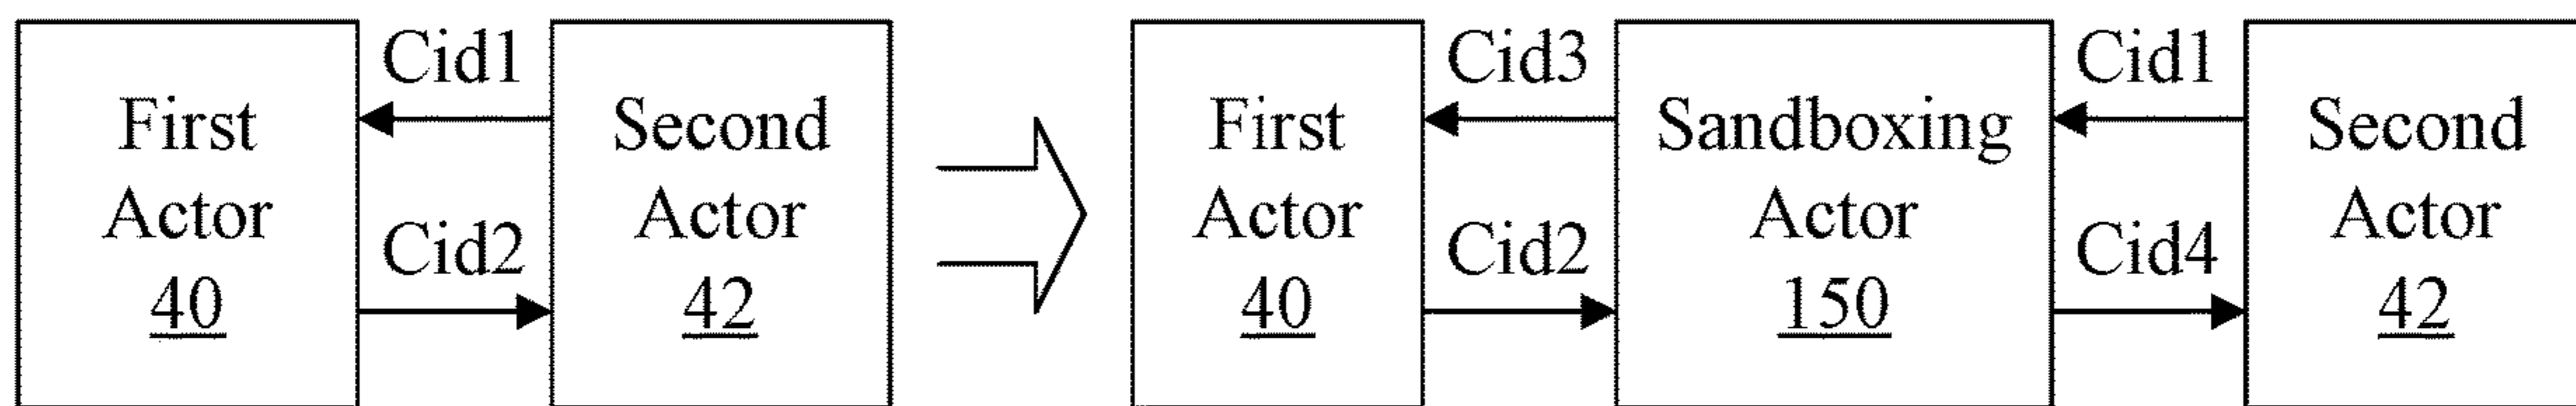 First
Actor
40
Cid1
Cid2
Second
Actor
42
First
Actor
40
Cid3
Cid2
Sandboxing
Actor
150
Cid1
Cid4
Second
Actor
42